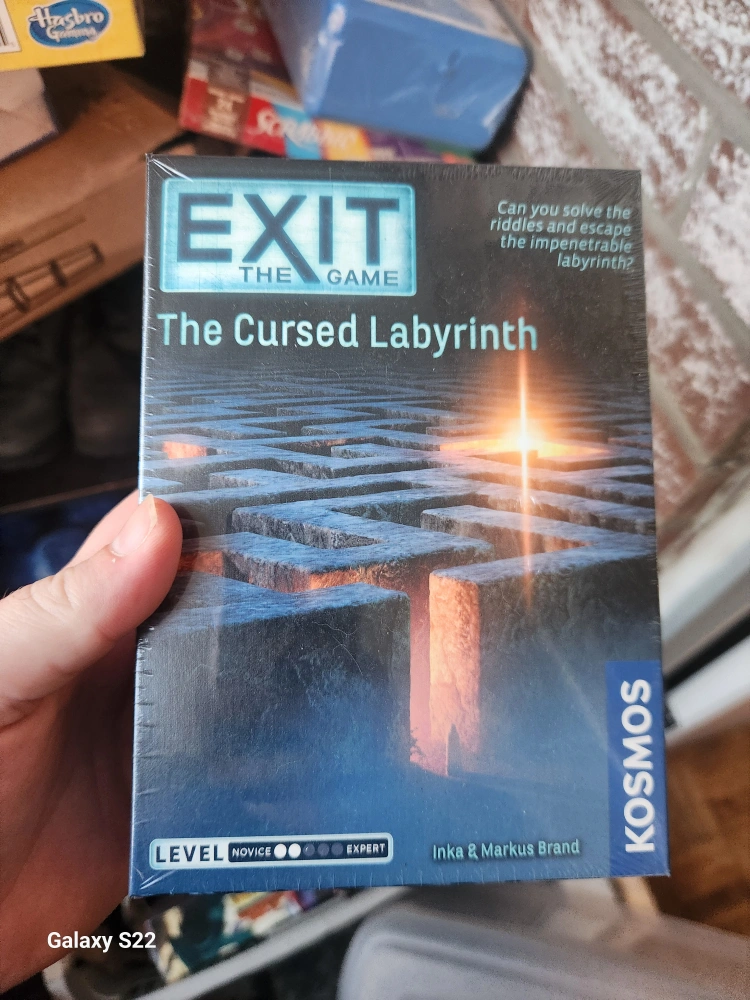 Hasbro
Gaming
SCRABBLE
EXIT
THE GAME
Can you solve the
riddles and escape
the impenetrable
labyrinth?
The Cursed Labyrinth
KOSMOS
LEVEL NOVICE EXPERT
Inka & Markus Brand
Galaxy S22